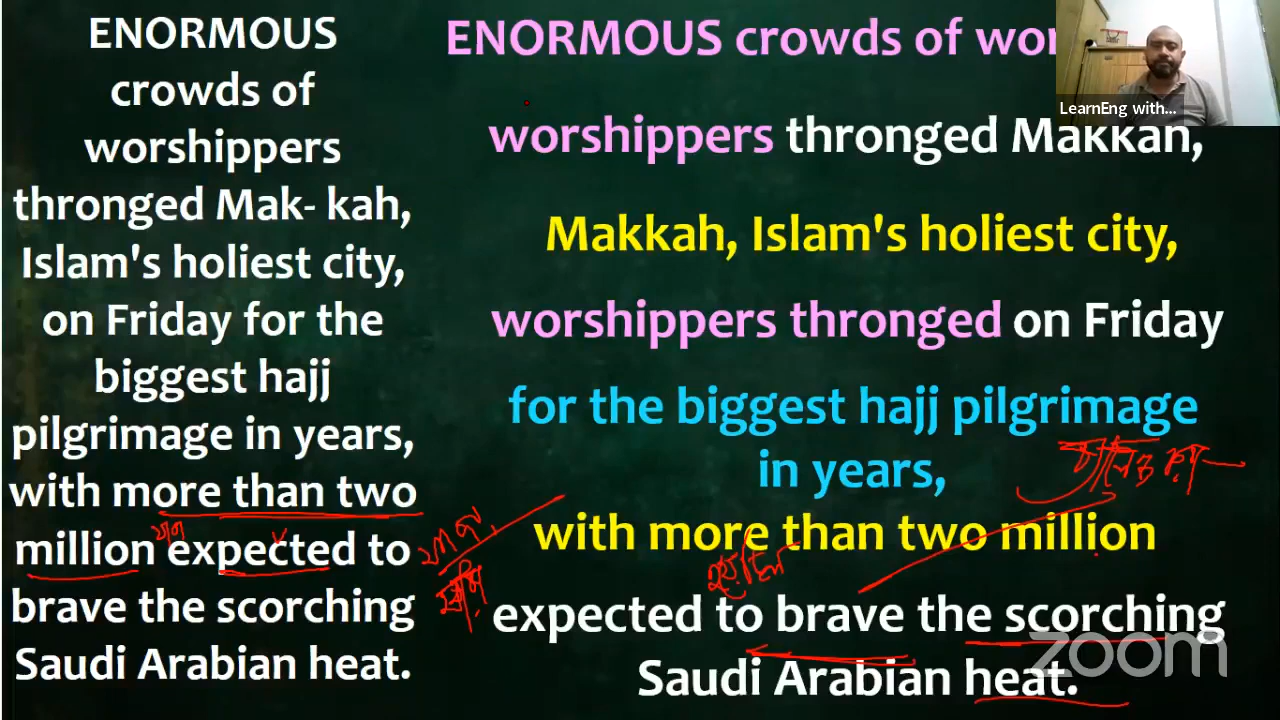 ENORMOUS
crowds of
worshippers
thronged Mak- kah,
Islam's holiest city,
on Friday for the
biggest hajj
pilgrimage in years,
with more than two
million expected to
brave the scorching
Saudi Arabian heat.
ENORMOUS crowds of wor
worshippers thronged Makkah,
Makkah, Islam's holiest city,
worshippers thronged on Friday
for the biggest hajj pilgrimage
in years,
with more than two million
expected to brave the scorching
Saudi Arabian heat.
LearnEng with...
zoom